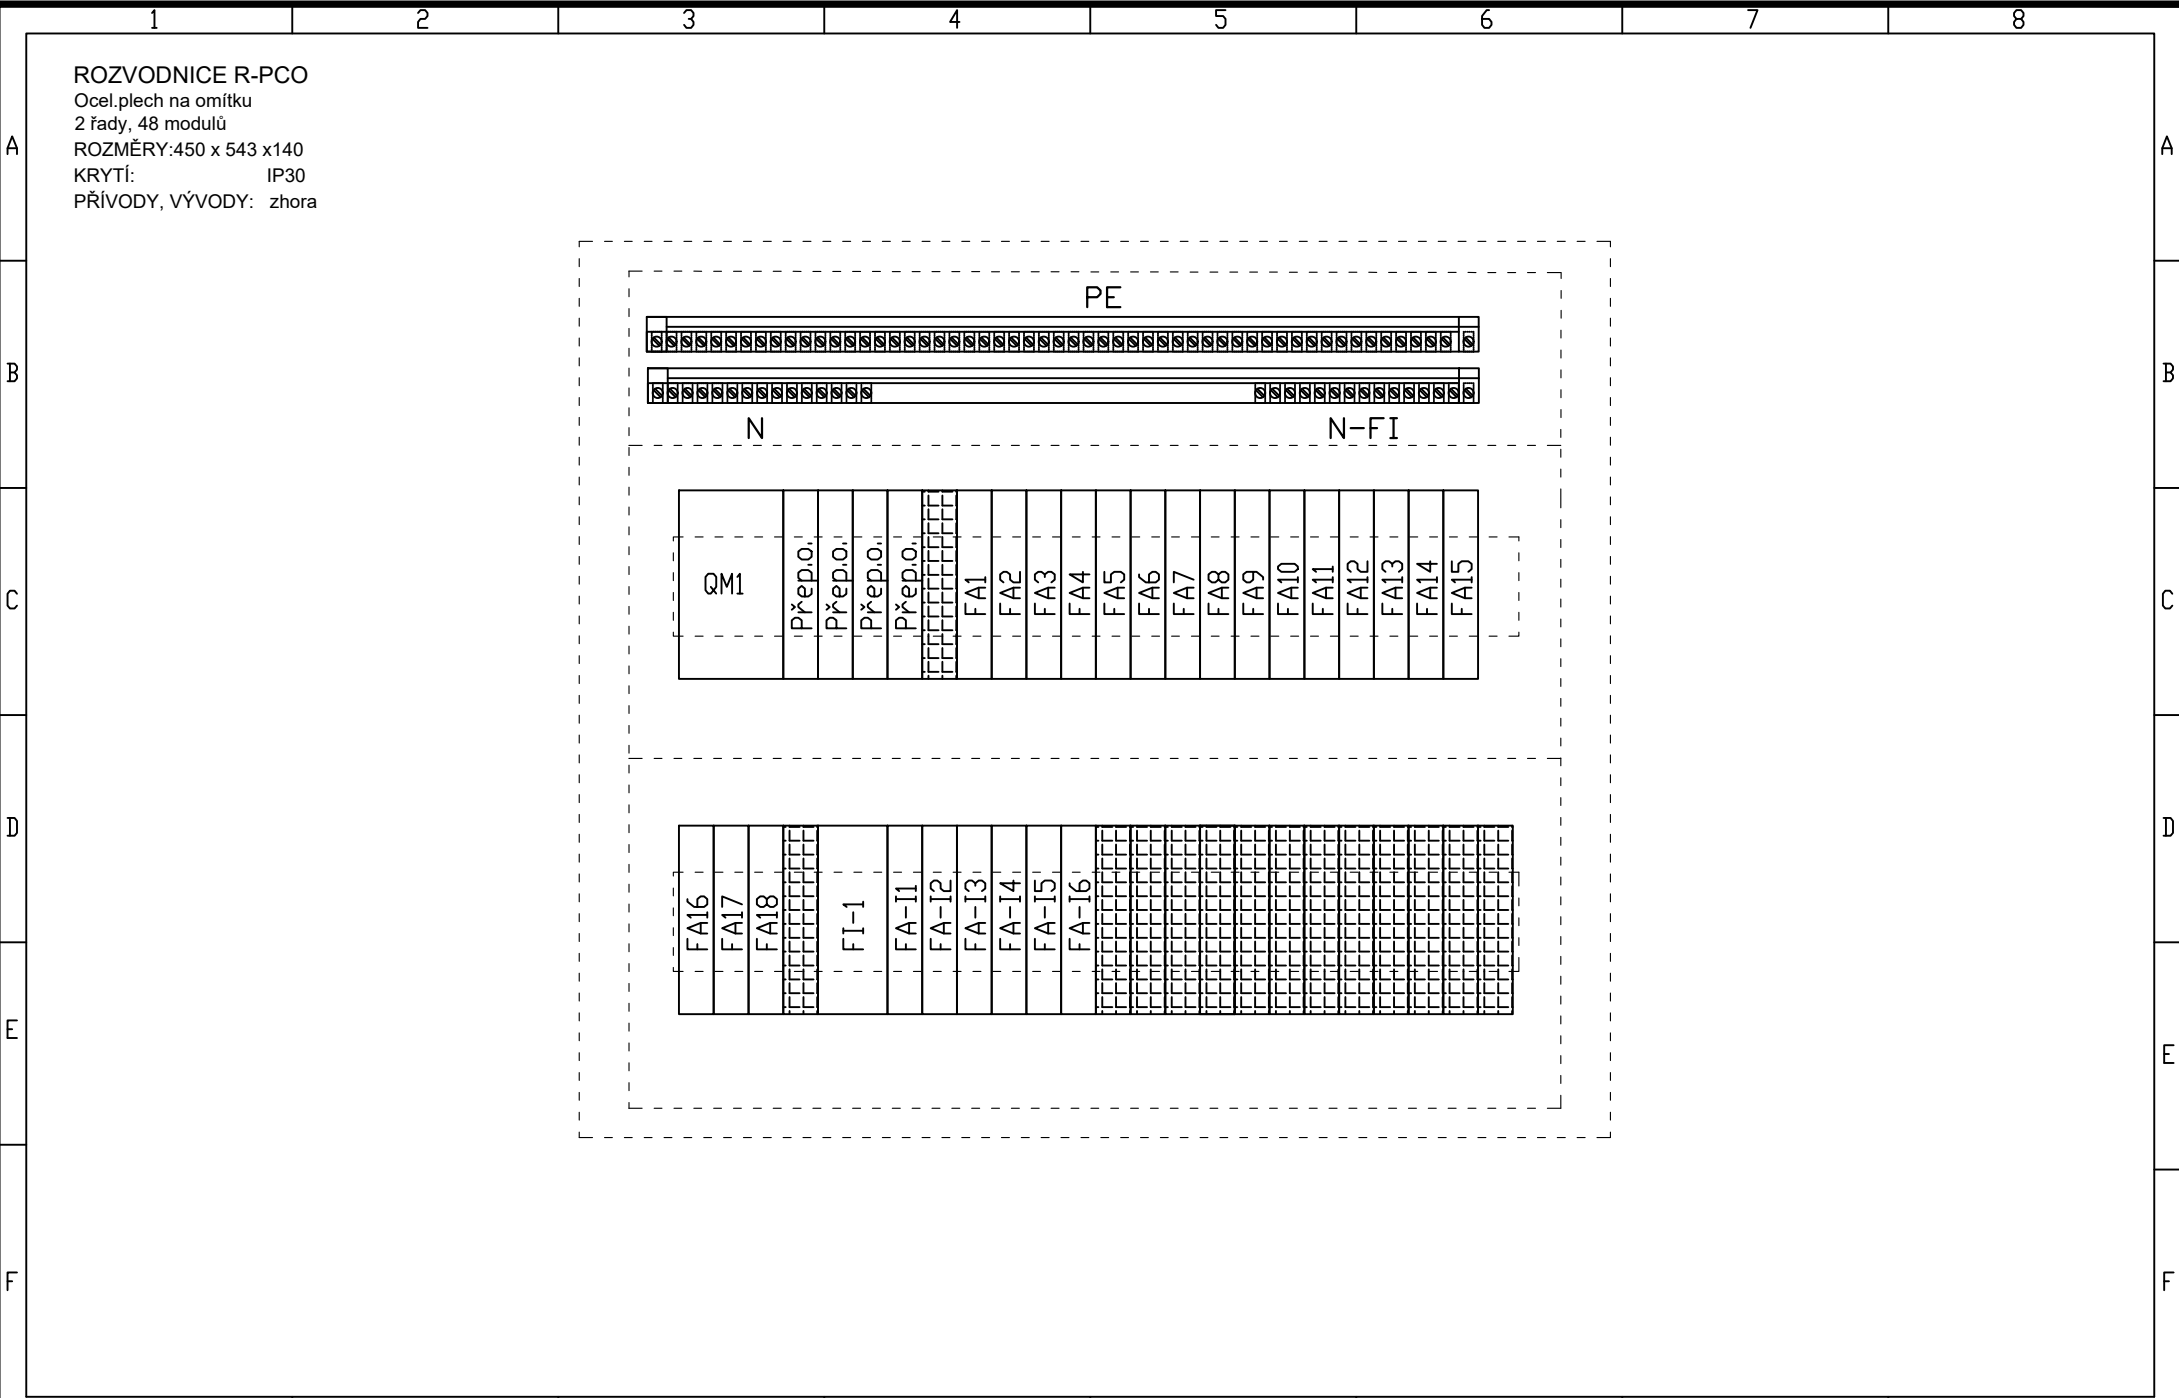 1 2 3 4 5 6 7 8
ROZVODNICE R-PCO
Ocel.plech na omítku
2 řady, 48 modulů
ROZMĚRY:450 x 543 x140
KRYTÍ: IP30
PŘÍVODY, VÝVODY: zhora
A A
PE
B B
N N-FI
QM1 Přep.o. Přep.o. Přep.o. Přep.o. FA1 FA2 FA3 FA4 FA5 FA6 FA7 FA8 FA9 FA10 FA11 FA12 FA13 FA14 FA15
C C
D D
FA16 FA17 FA18 FI-1 FA-I1 FA-I2 FA-I3 FA-I4 FA-I5 FA-I6
E E
F F